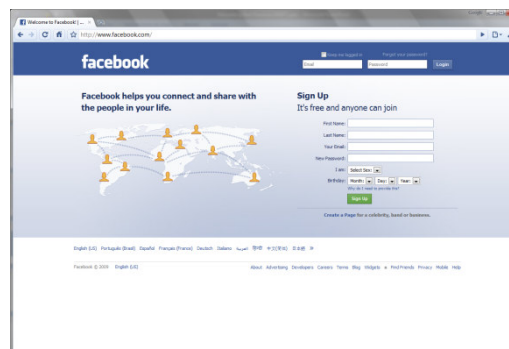 Google
Welcome to Facebook! | ...
http://www.facebook.com/
facebook
Keep me logged in
Forgot your password?
Email
Password
Login
Facebook helps you connect and share with
the people in your life.
Sign Up
It's free and anyone can join
First Name:
Last Name:
Your Email:
New Password:
I am: Select Sex:
Birthday: Month: Day: Year:
Why do I need to provide this?
Sign Up
Create a Page for a celebrity, band or business.
English (US) Português (Brasil) Español Français (France) Deutsch Italiano العربية हिन्दी 中文(简体) 日本語 »
Facebook © 2009 English (US)
About Advertising Developers Careers Terms Blog Widgets Find Friends Privacy Mobile Help